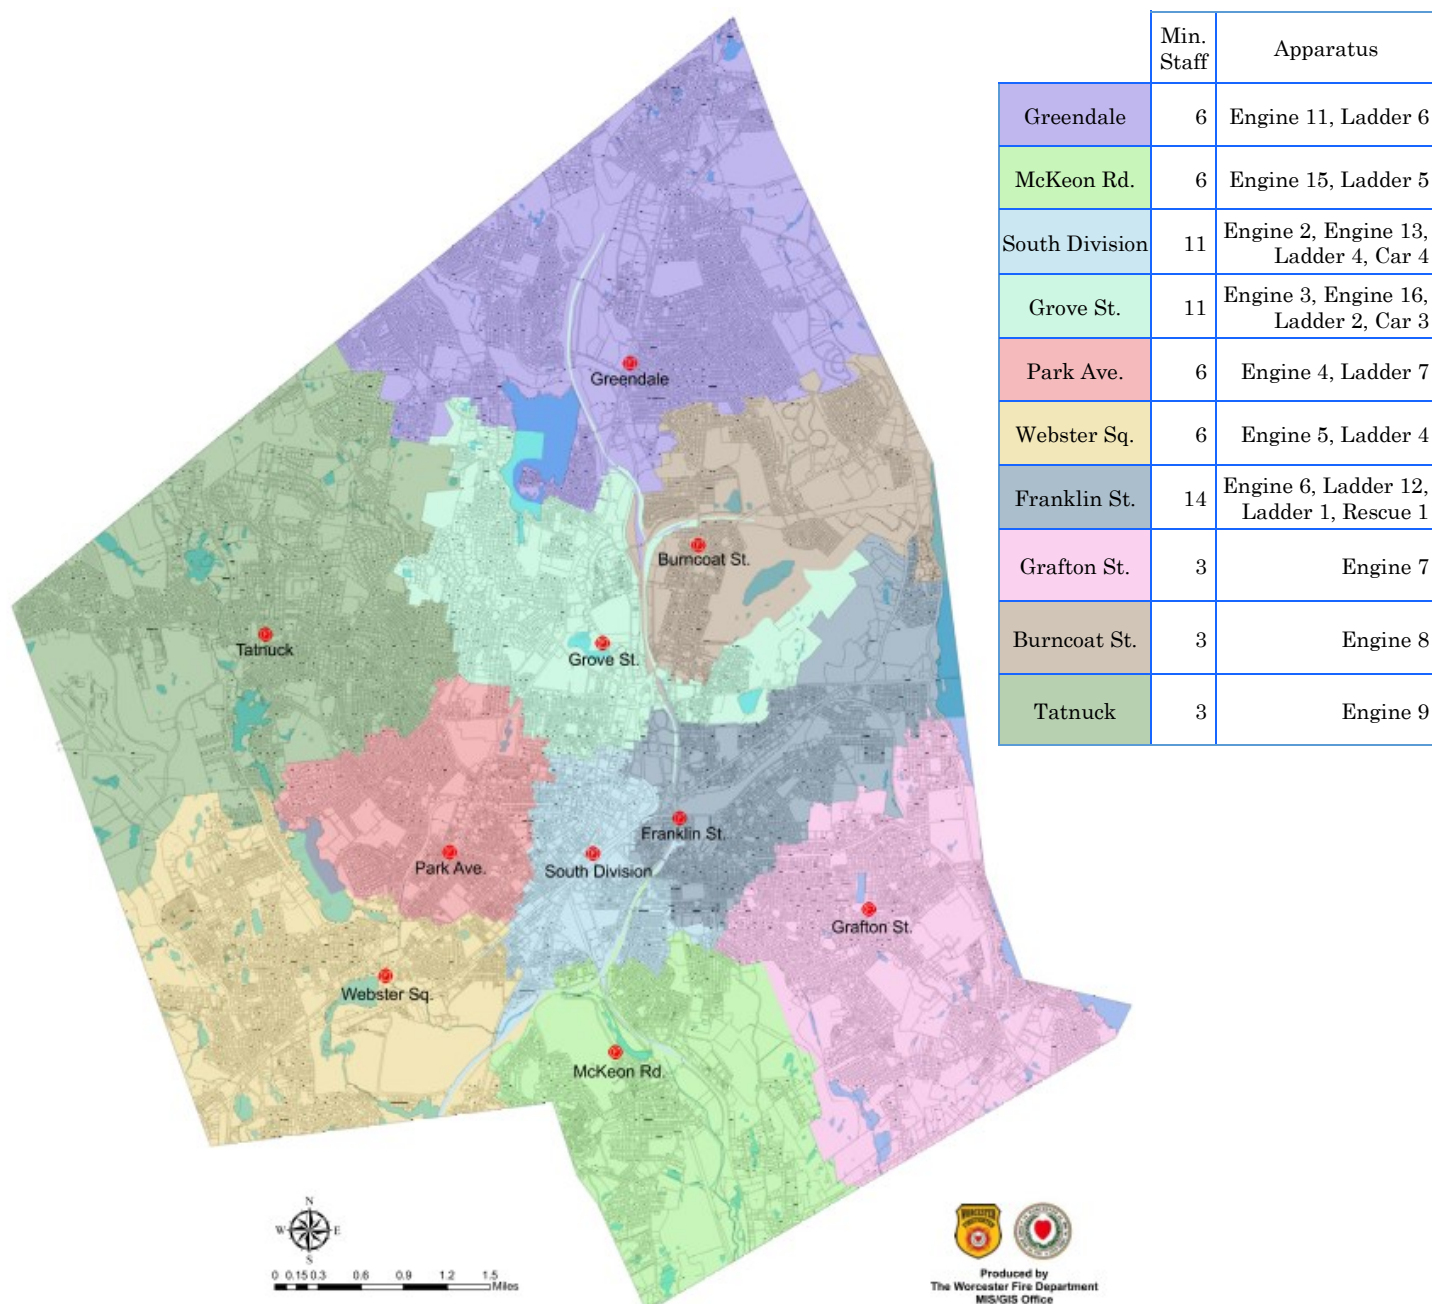 Min.
Staff
Apparatus
Greendale 6 Engine 11, Ladder 6
McKeon Rd. 6 Engine 15, Ladder 5
South Division 11 Engine 2, Engine 13,
Ladder 4, Car 4
Grove St. 11 Engine 3, Engine 16,
Ladder 2, Car 3
Park Ave. 6 Engine 4, Ladder 7
Webster Sq. 6 Engine 5, Ladder 4
Franklin St. 14 Engine 6, Ladder 12,
Ladder 1, Rescue 1
Grafton St. 3 Engine 7
Burncoat St. 3 Engine 8
Tatnuck 3 Engine 9
Greendale
Burncoat St.
Tatnuck
Grove St.
Franklin St.
Park Ave.
South Division
Grafton St.
Webster Sq.
McKeon Rd.
N
W E
S
0 0.15 0.3 0.6 0.9 1.2 1.5
Miles
WORCESTER
FIREFIGHTER
Produced by
The Worcester Fire Department
MIS/GIS Office